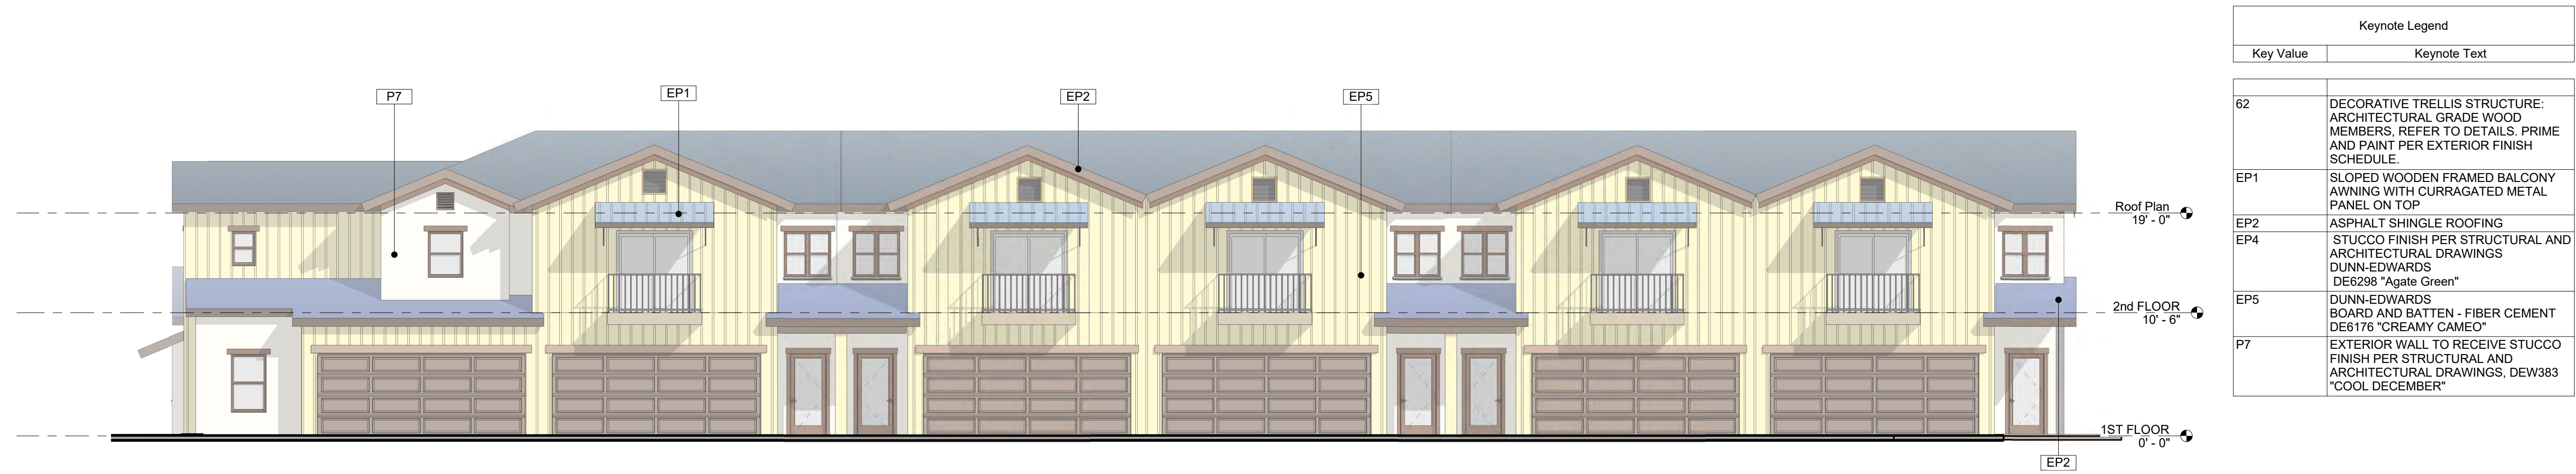 P7
EP1
EP2
EP5
Roof Plan
19' - 0"
2nd FLOOR
10' - 6"
1ST FLOOR
0' - 0"
EP2
Keynote Legend
Key Value
Keynote Text
62
DECORATIVE TRELLIS STRUCTURE:
ARCHITECTURAL GRADE WOOD
MEMBERS, REFER TO DETAILS. PRIME
AND PAINT PER EXTERIOR FINISH
SCHEDULE.
EP1
SLOPED WOODEN FRAMED BALCONY
AWNING WITH CURRAGATED METAL
PANEL ON TOP
EP2
ASPHALT SHINGLE ROOFING
EP4
STUCCO FINISH PER STRUCTURAL AND
ARCHITECTURAL DRAWINGS
DUNN-EDWARDS
DE6298 "Agate Green"
EP5
DUNN-EDWARDS
BOARD AND BATTEN - FIBER CEMENT
DE6176 "CREAMY CAMEO"
P7
EXTERIOR WALL TO RECEIVE STUCCO
FINISH PER STRUCTURAL AND
ARCHITECTURAL DRAWINGS, DEW383
"COOL DECEMBER"